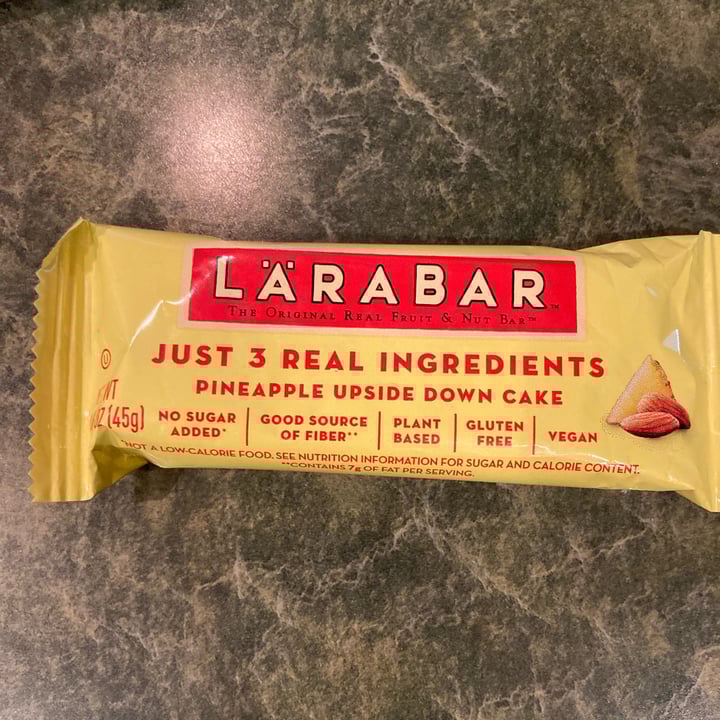 LÄRABAR™
THE ORIGINAL REAL FRUIT & NUT BAR™
JUST 3 REAL INGREDIENTS
PINEAPPLE UPSIDE DOWN CAKE
(45g)
NO SUGAR
ADDED*
GOOD SOURCE
OF FIBER**
PLANT
BASED
GLUTEN
FREE
VEGAN
*NOT A LOW-CALORIE FOOD. SEE NUTRITION INFORMATION FOR SUGAR AND CALORIE CONTENT.
**CONTAINS 7g OF FAT PER SERVING.